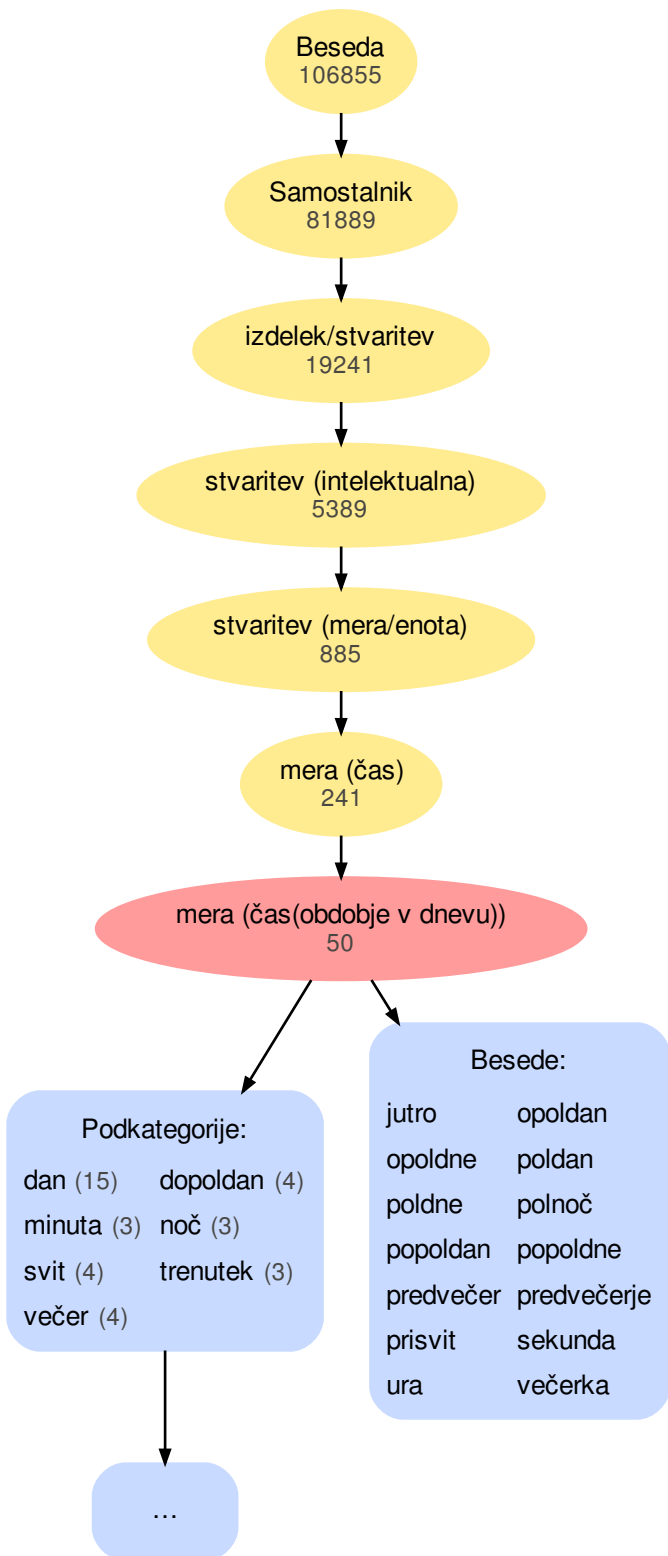 Beseda
106855
Samostalnik
81889
izdelek/stvaritev
19241
stvaritev (intelektualna)
5389
stvaritev (mera/enota)
885
mera (čas)
241
mera (čas(obdobje v dnevu))
50
Podkategorije:
dan (15) dopoldan (4)
minuta (3) noč (3)
svit (4) trenutek (3)
večer (4)
...
Besede:
jutro opoldan
opoldne poldan
poldne polnoč
popoldan popoldne
predvečer predvečerje
prisvit sekunda
ura večerka